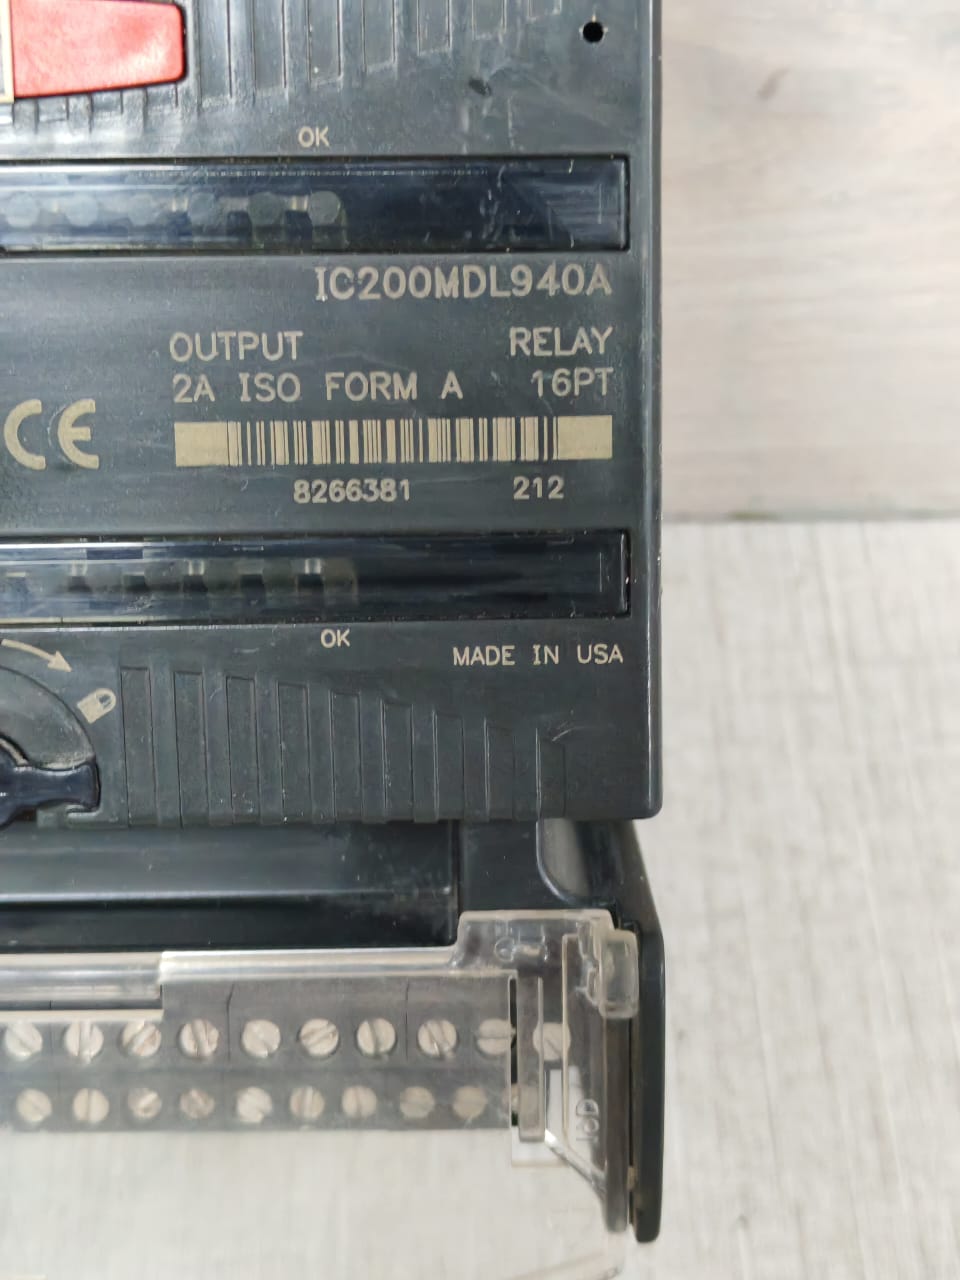 OK
IC200MDL940A
OUTPUT RELAY
2A ISO FORM A 16PT
CE
8266381 212
OK
MADE IN USA